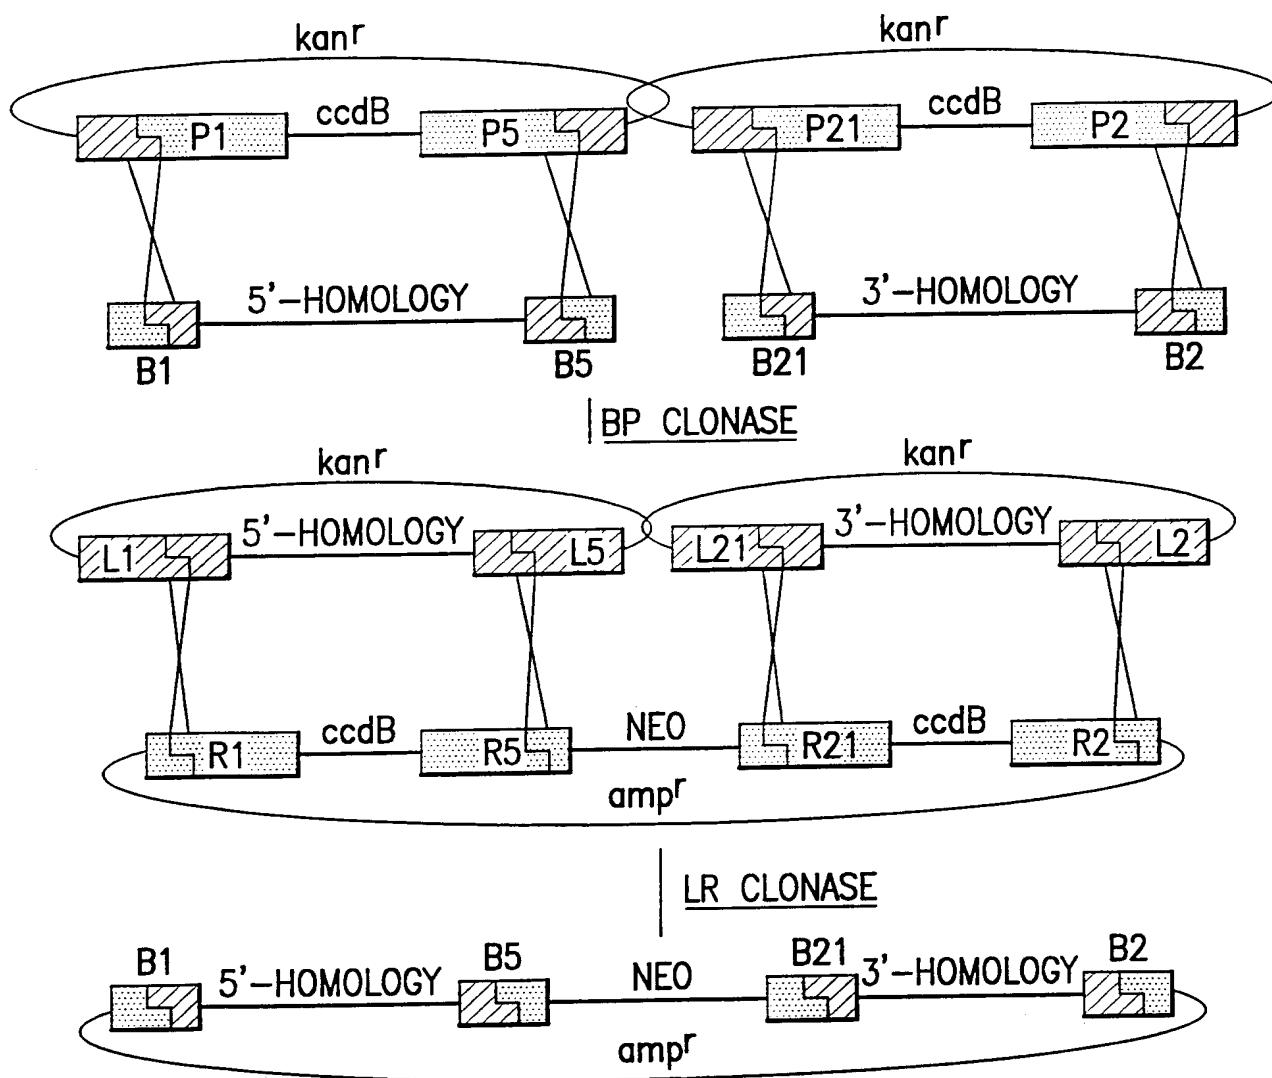 kanr kanr
P1 ccdB P5 P21 ccdB P2
5'-HOMOLOGY 3'-HOMOLOGY
B1 B5 B21 B2
BP CLONASE
kanr kanr
L1 5'-HOMOLOGY L5 L21 3'-HOMOLOGY L2
R1 ccdB R5 NEO R21 ccdB R2
ampr
LR CLONASE
B1 5'-HOMOLOGY B5 NEO B21 3'-HOMOLOGY B2
ampr